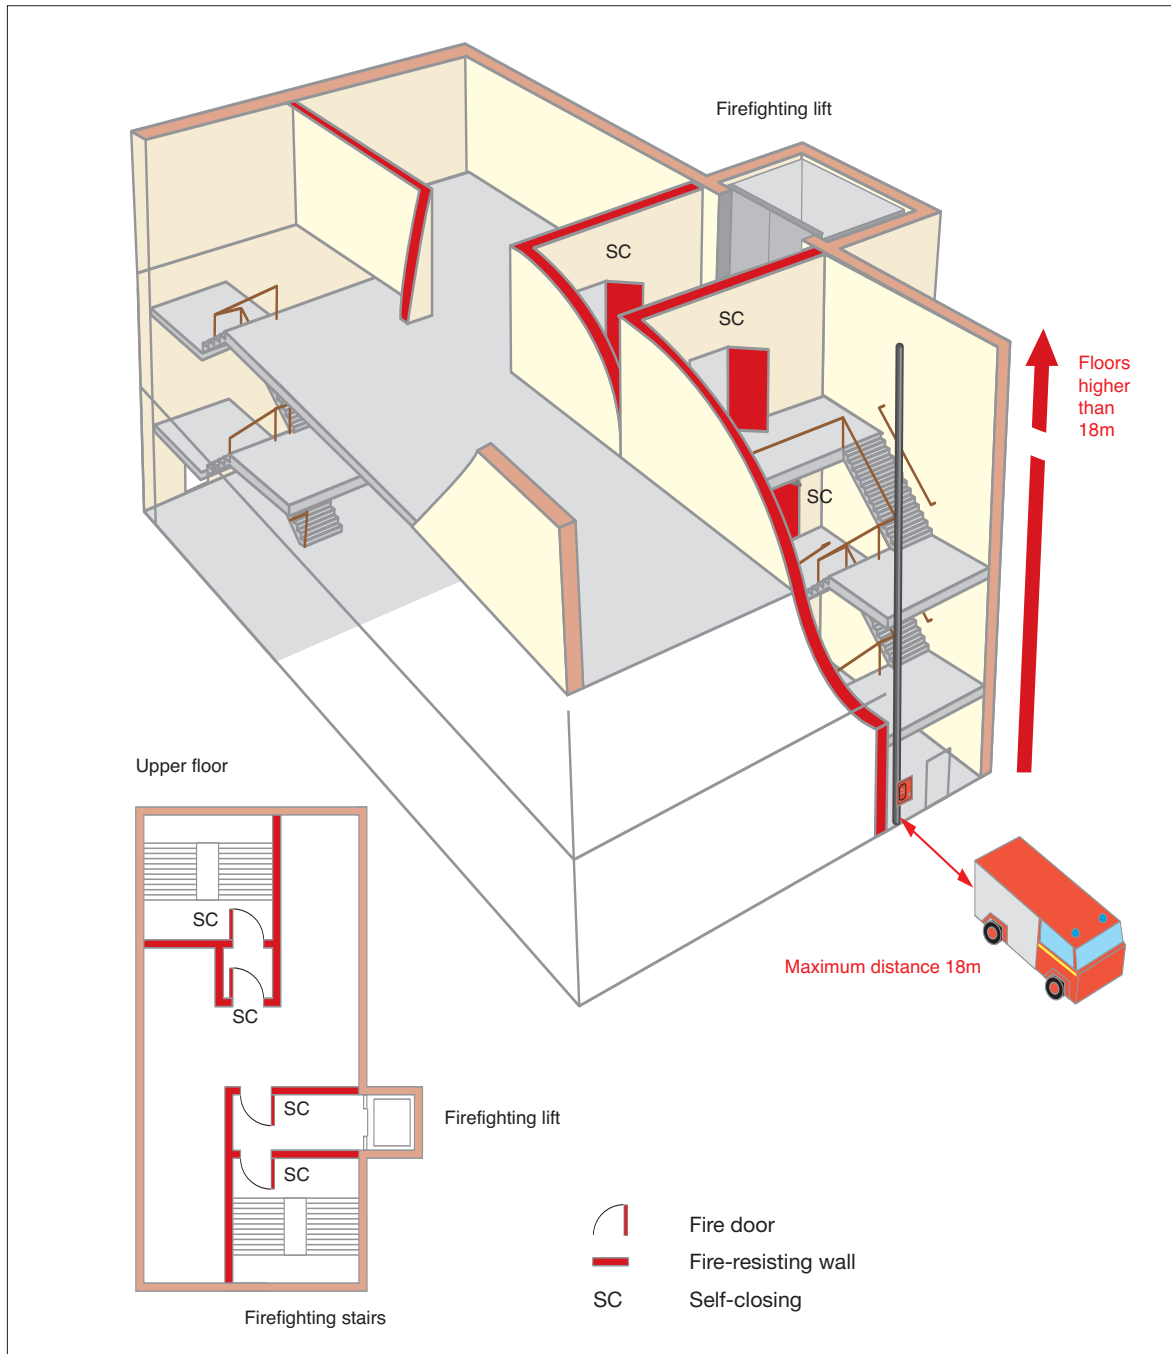 Firefighting lift
SC
SC
Floors
higher
than
18m
SC
Upper floor
SC
Maximum distance 18m
SC
SC
Firefighting lift
SC
Fire door
Fire-resisting wall
SC
Self-closing
Firefighting stairs